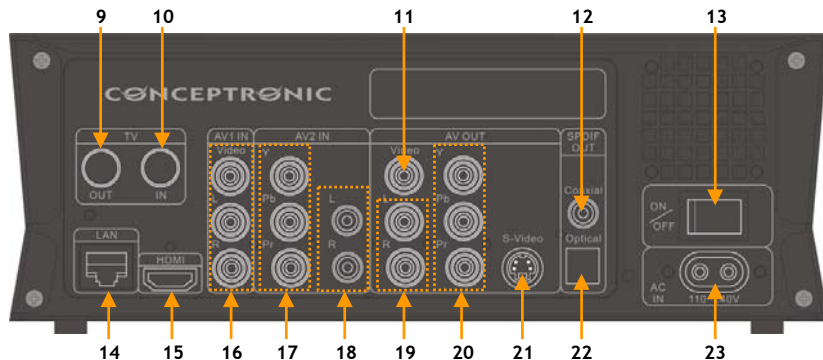 9 10 11 12 13
CONCEPTRONIC
TV AV1 IN AV2 IN AV OUT SPDIF
OUT
Video Y Video Y
OUT IN L Pb L L Pb Coaxial ON
/OFF
LAN HDMI R Pr R R Pr S-Video Optical
AC
IN
14 15 16 17 18 19 20 21 22 23